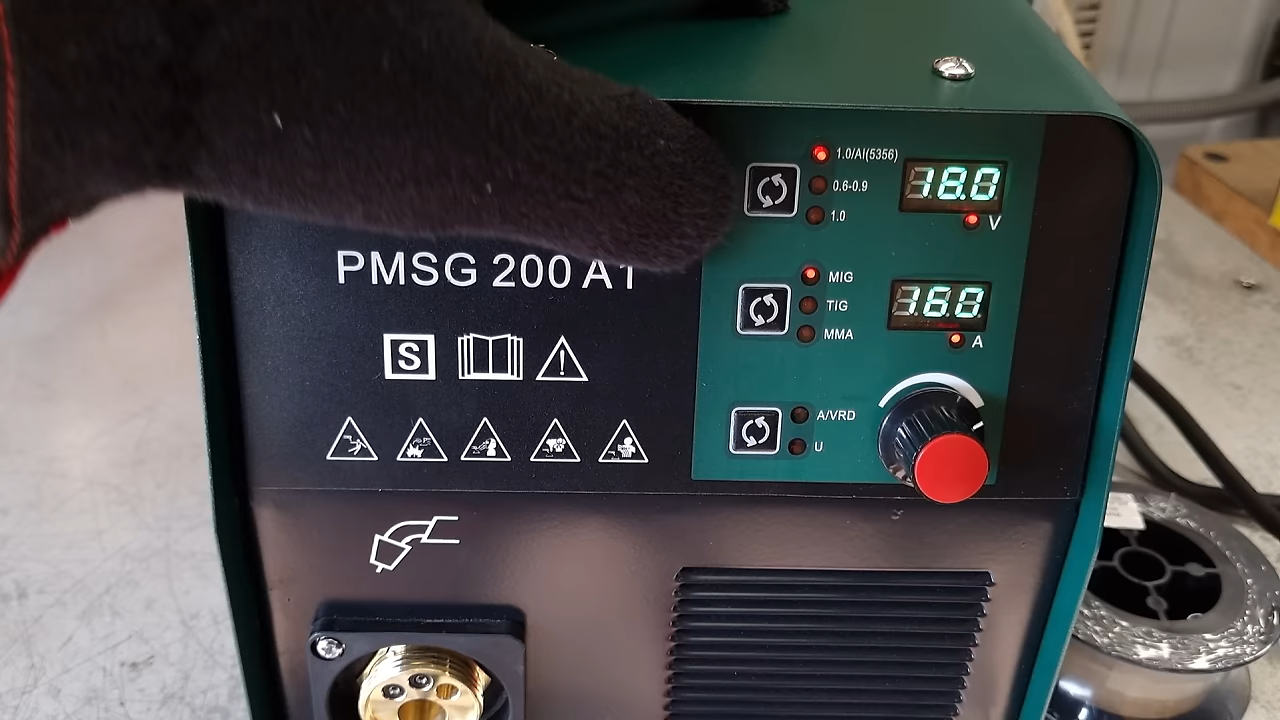 1.0/Al(5356)
0.6-0.9
1.0
18.0
V
PMSG 200 A1
MIG
TIG
MMA
160
A
S
A/VRD
U